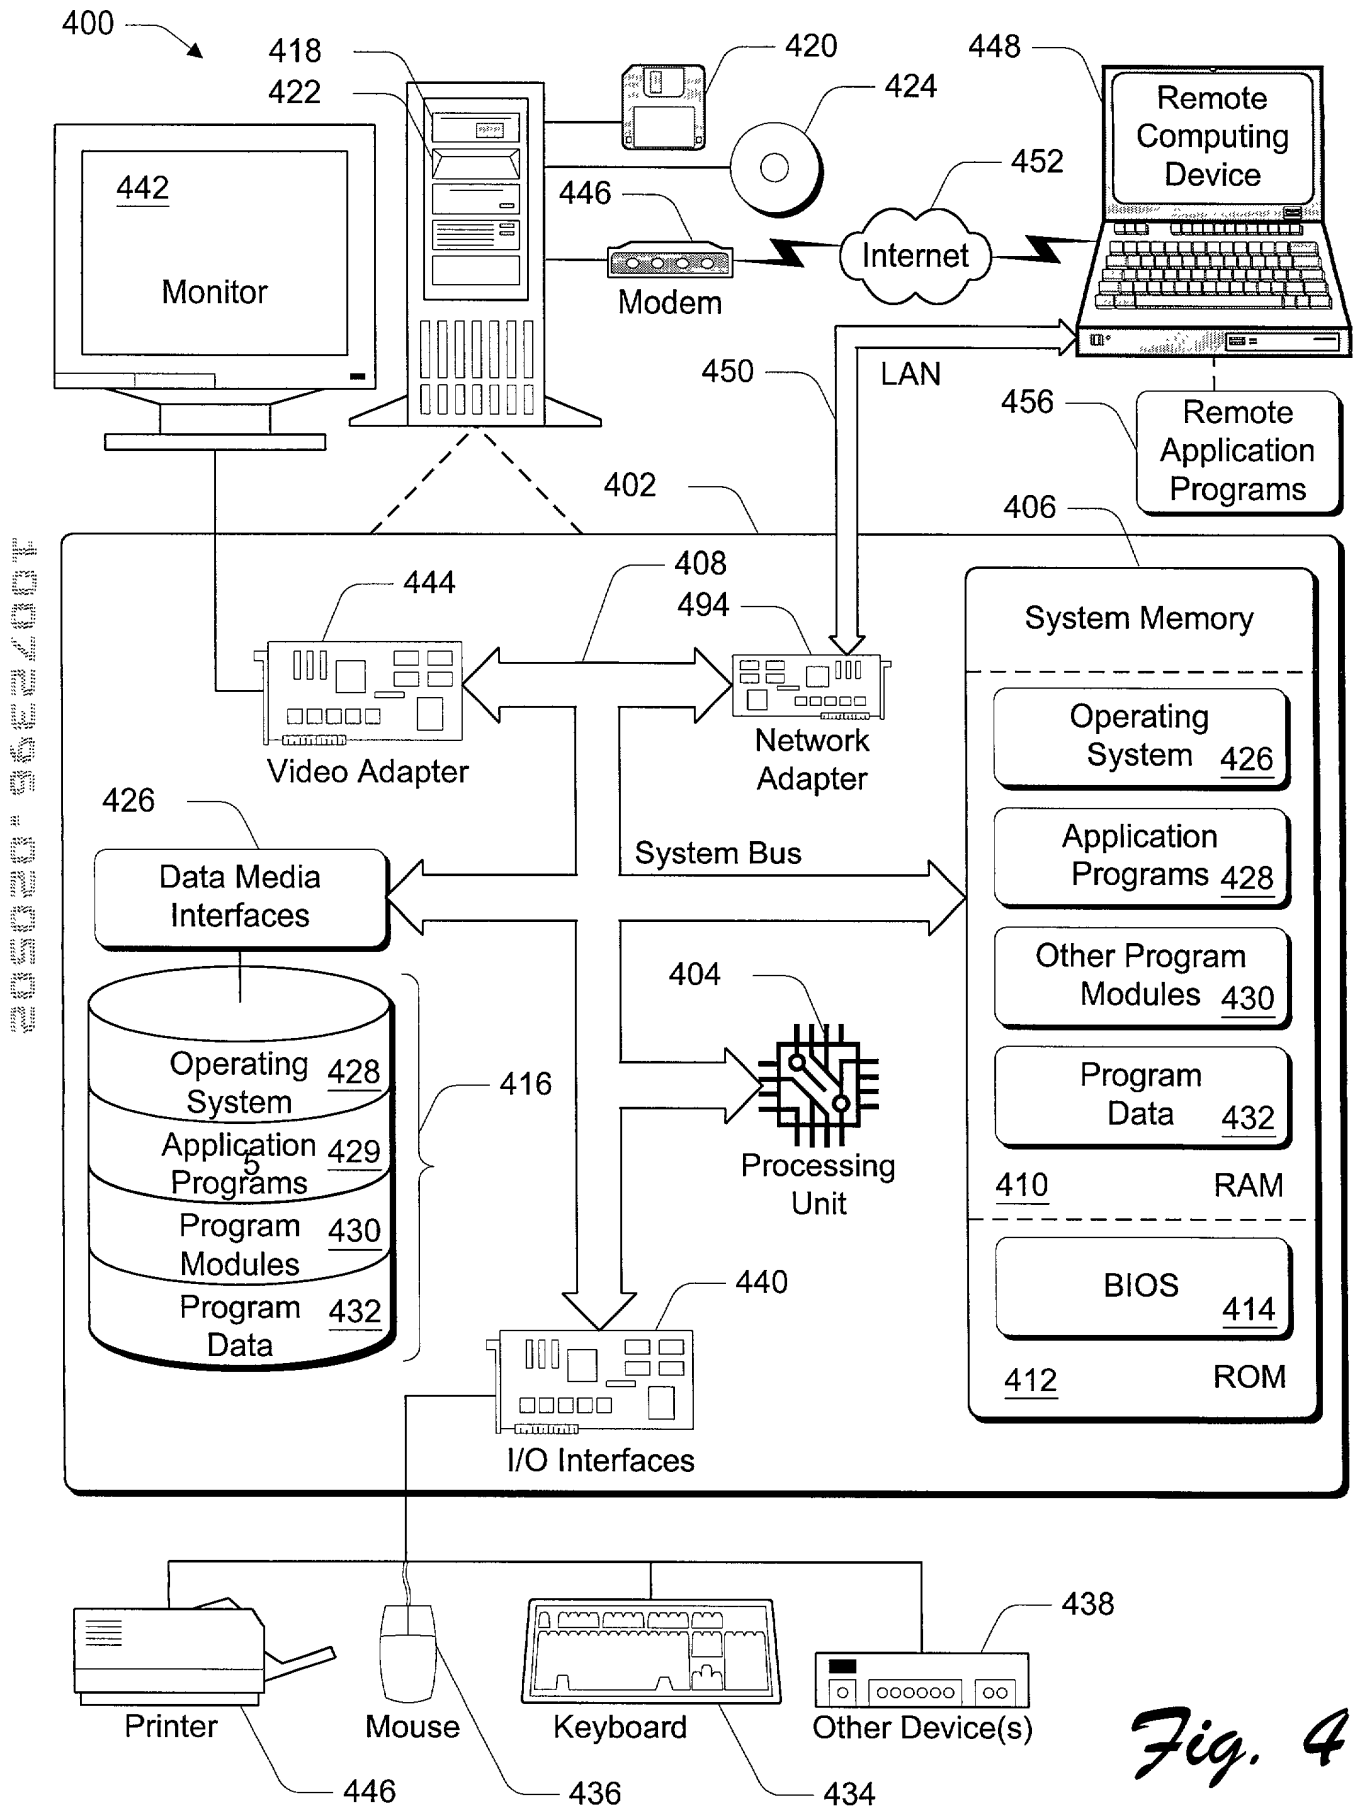 400
418
422
420
424
448
Remote
Computing
Device
442
Monitor
446
Modem
452
Internet
450
LAN
456
Remote
Application
Programs
402
406
408
444
494
Video Adapter
Network
Adapter
System Memory
Operating
System 426
Application
Programs 428
Other Program
Modules 430
Program
Data 432
410 RAM
BIOS
414
412 ROM
426
Data Media
Interfaces
System Bus
404
Processing
Unit
Operating
System 428
Application 429
5
Programs
Program
Modules 430
Program
Data 432
416
440
I/O Interfaces
Printer
446
Mouse
436
Keyboard
434
438
Other Device(s)
Fig. 4